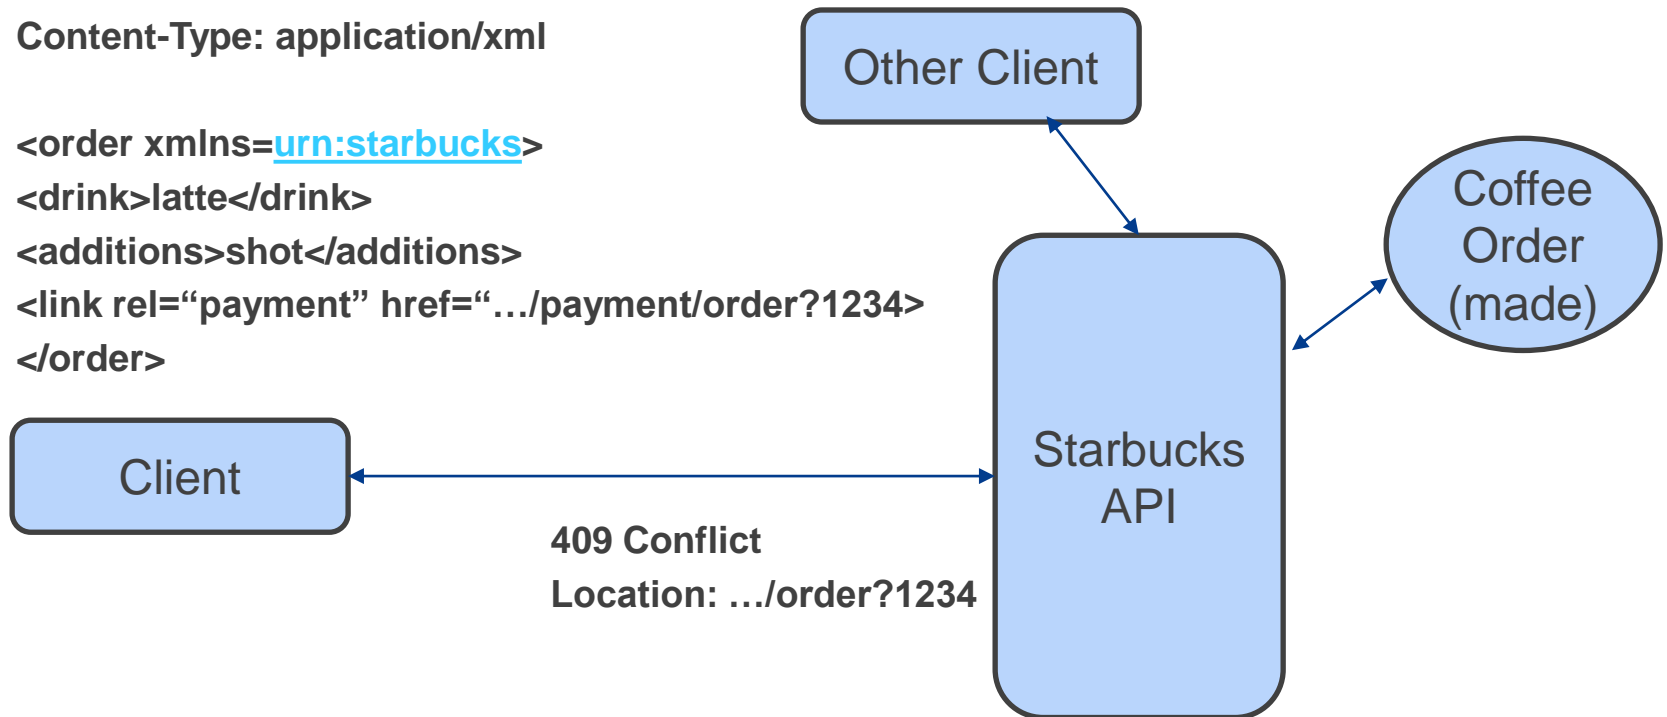 Content-Type: application/xml
Other Client
<order xmlns=urn:starbucks>
<drink>latte</drink>
<additions>shot</additions>
<link rel=“payment” href=“…/payment/order?1234>
</order>
Coffee
Order
(made)
Client
Starbucks
API
409 Conflict
Location: …/order?1234